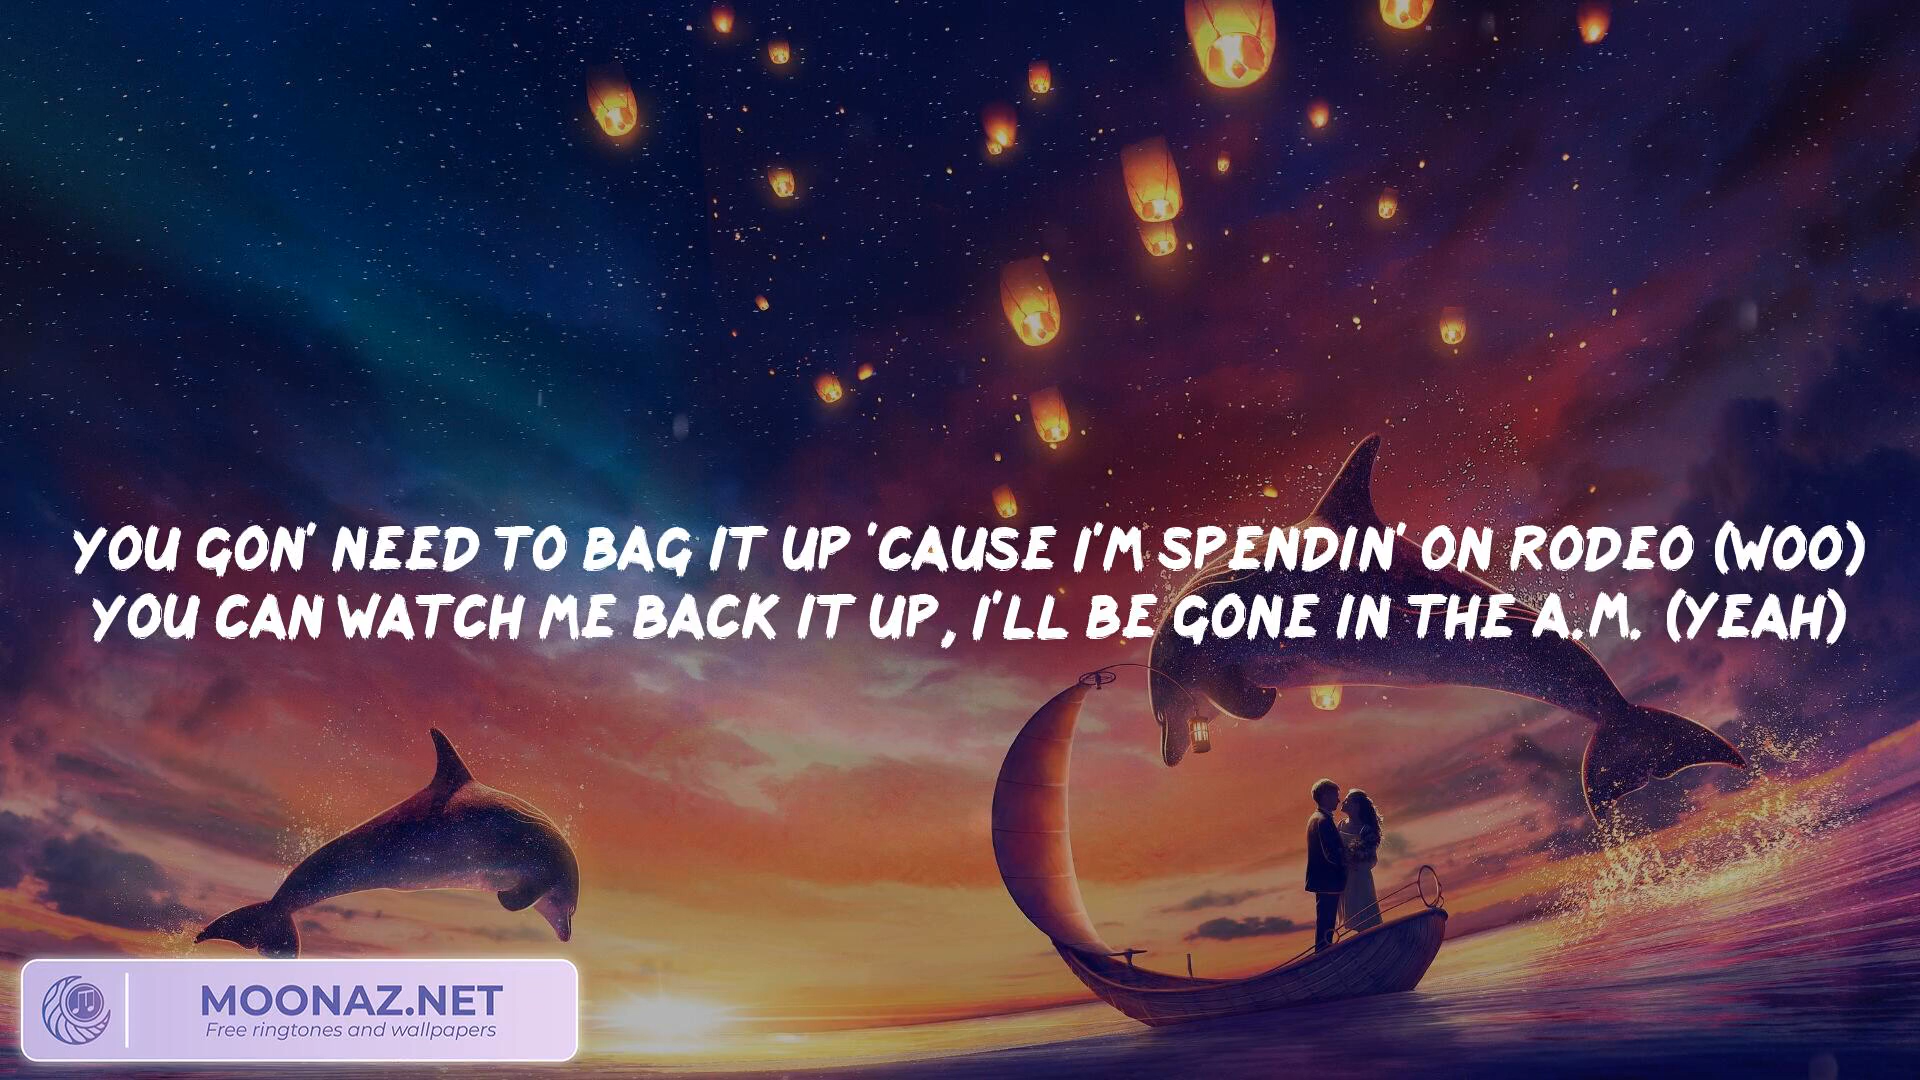 YOU GON' NEED TO BAG IT UP 'CAUSE I'M SPENDIN' ON RODEO (WOO)
YOU CAN WATCH ME BACK IT UP, I'LL BE GONE IN THE A.M. (YEAH)
MOONAZ.NET
Free ringtones and wallpapers